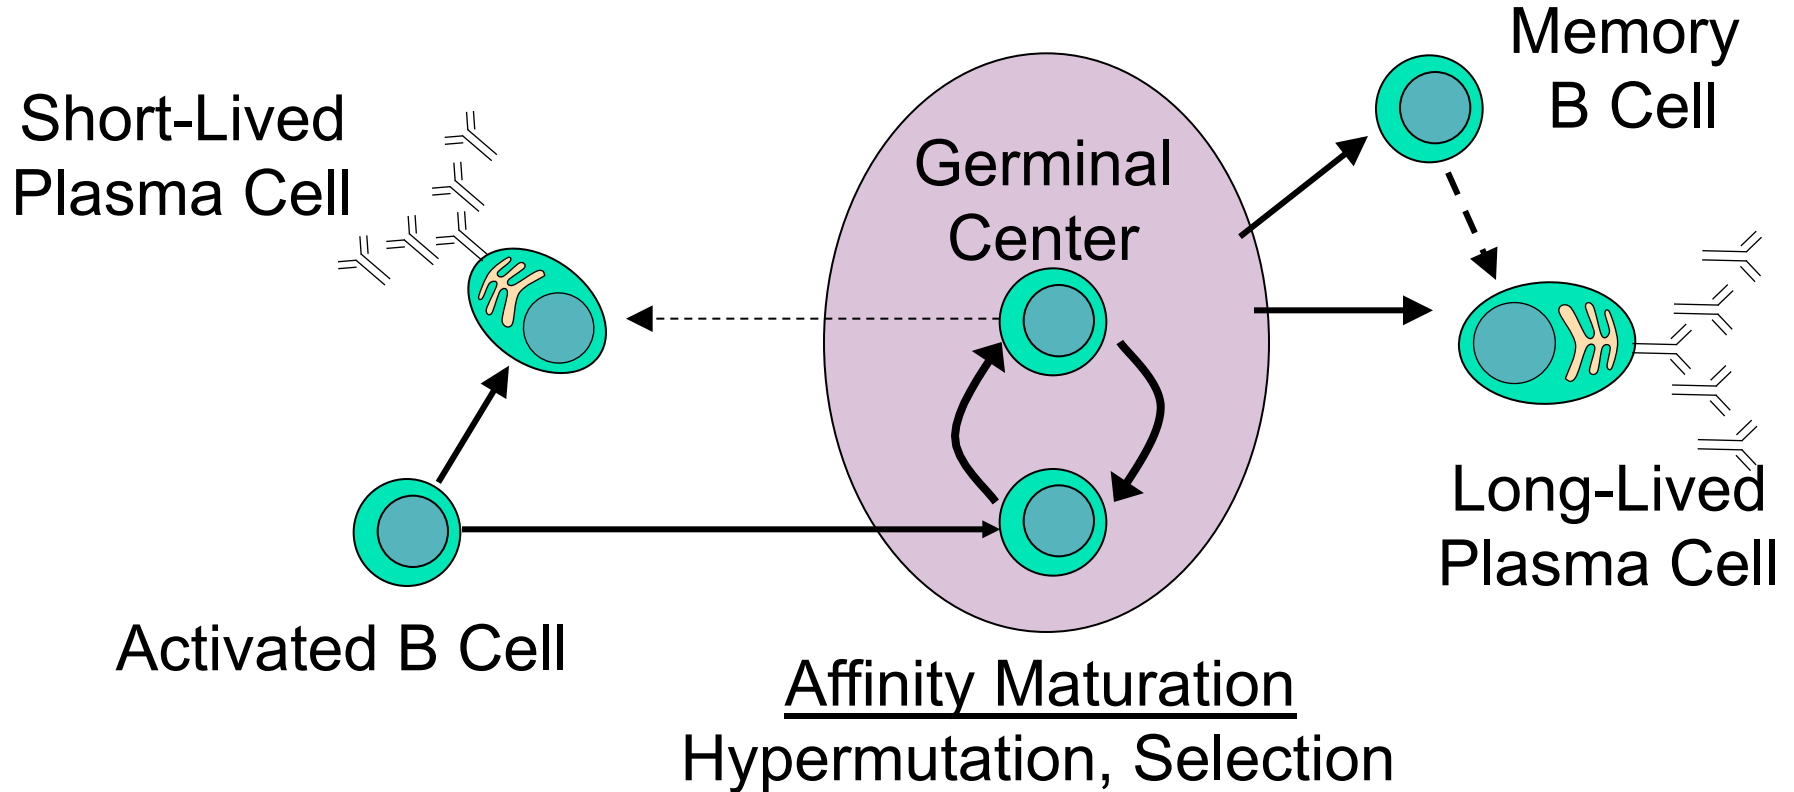 Memory
B Cell
Short-Lived
Plasma Cell
Germinal
Center
Long-Lived
Plasma Cell
Activated B Cell
Affinity Maturation
Hypermutation, Selection